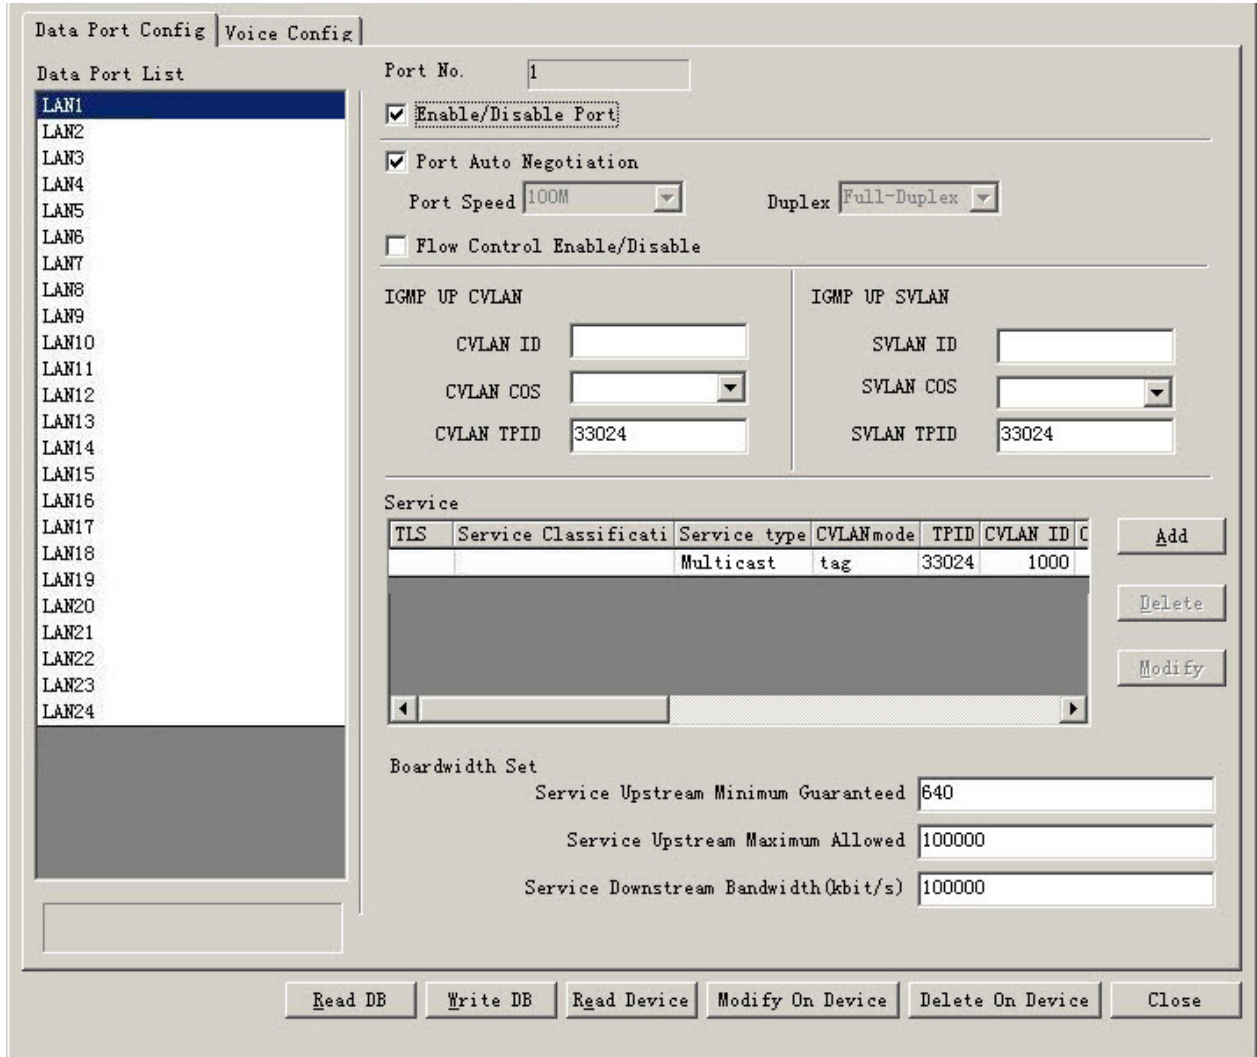 Data Port Config Voice Config
Data Port List
LAN1
LAN2
LAN3
LAN4
LAN5
LAN6
LAN7
LAN8
LAN9
LAN10
LAN11
LAN12
LAN13
LAN14
LAN15
LAN16
LAN17
LAN18
LAN19
LAN20
LAN21
LAN22
LAN23
LAN24
Port No. 1
Enable/Disable Port
Port Auto Negotiation
Port Speed 100M Duplex Full-Duplex
Flow Control Enable/Disable
IGMP UP CVLAN
CVLAN ID
CVLAN COS
CVLAN TPID 33024
IGMP UP SVLAN
SVLAN ID
SVLAN COS
SVLAN TPID 33024
Service
TLS Service Classificati Service type CVLANmode TPID CVLAN ID C
Multicast tag 33024 1000
Add
Delete
Modify
Boardwidth Set
Service Upstream Minimum Guaranteed 640
Service Upstream Maximum Allowed 100000
Service Downstream Bandwidth(kbit/s) 100000
Read DB Write DB Read Device Modify On Device Delete On Device Close